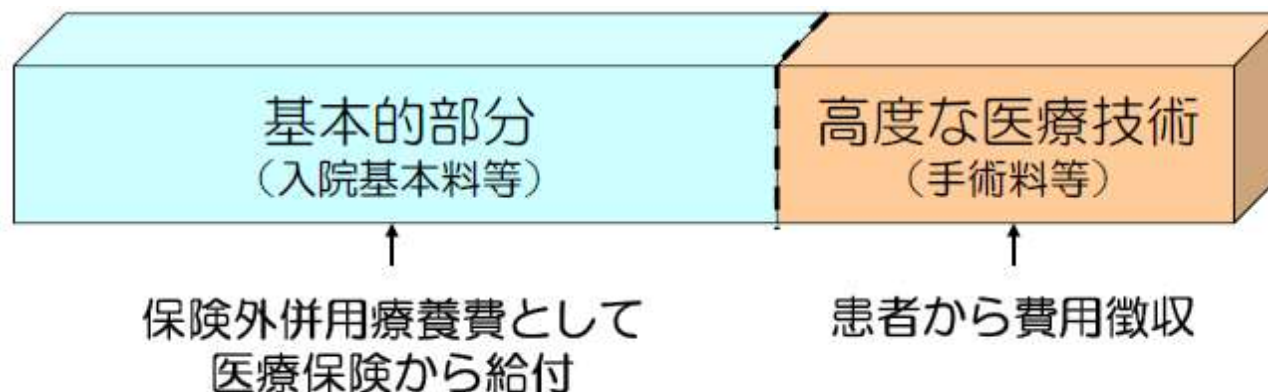 基本的部分
(入院基本料等)
高度な医療技術
(手術料等)
保険外併用療養費として
医療保険から給付
患者から費用徴収